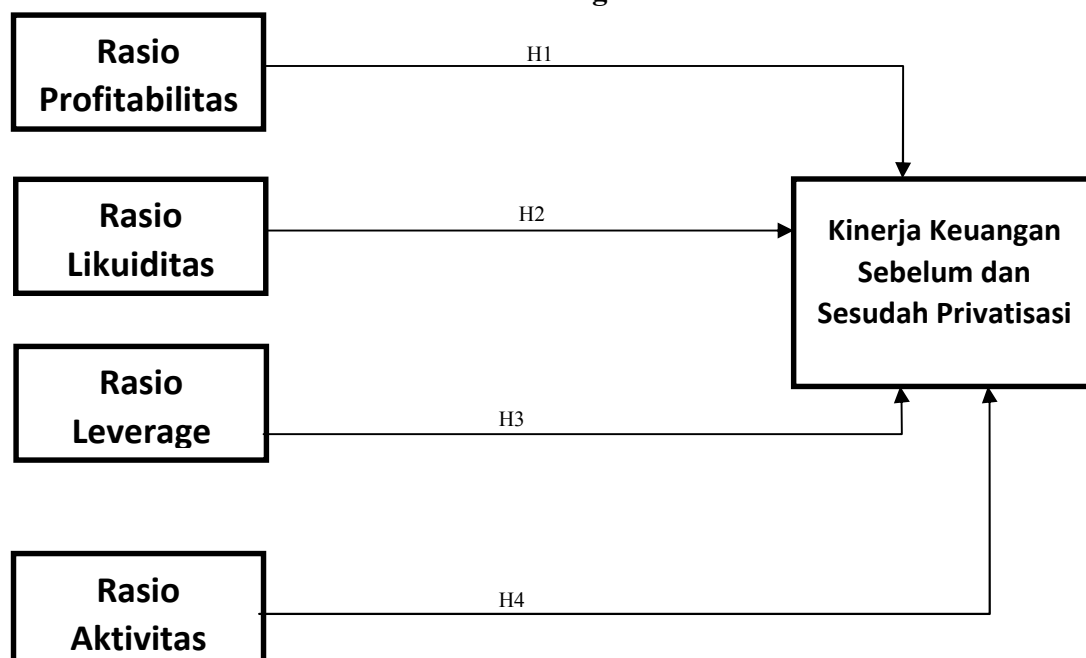 Rasio
Profitabilitas
H1
Rasio
Likuiditas
H2
Kinerja Keuangan
Sebelum dan
Sesudah Privatisasi
Rasio
Leverage
H3
Rasio
Aktivitas
H4